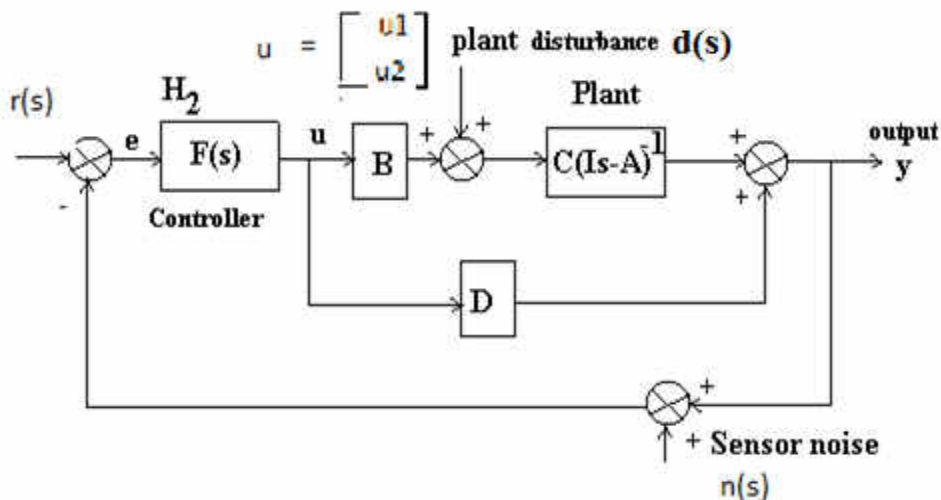 u = [ u1
u2 ]
plant disturbance d(s)
r(s)
H2
Plant
e
F(s)
u
B
+
+
C(Is-A)-1
+
+
output
y
-
Controller
D
+
+ Sensor noise
n(s)